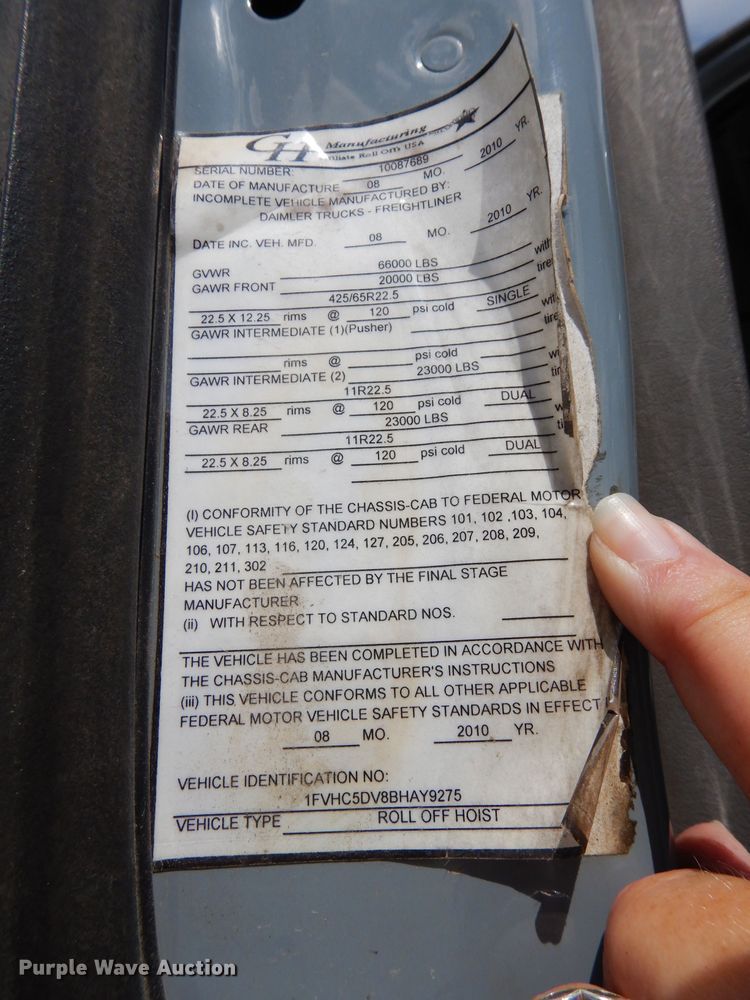 GH Manufacturing
Roll Offs USA
SERIAL NUMBER: 10087689
DATE OF MANUFACTURE 08 MO. 2010 YR.
INCOMPLETE VEHICLE MANUFACTURED BY:
DAIMLER TRUCKS - FREIGHTLINER
DATE INC. VEH. MFD. 08 MO. 2010 YR.
GVWR 66000 LBS
GAWR FRONT 20000 LBS with
425/65R22.5 tire
22.5 X 12.25 rims @ 120 psi cold SINGLE
GAWR INTERMEDIATE (1)(Pusher)
rims @ psi cold
GAWR INTERMEDIATE (2) 23000 LBS
11R22.5
22.5 X 8.25 rims @ 120 psi cold DUAL
GAWR REAR 23000 LBS
11R22.5
22.5 X 8.25 rims @ 120 psi cold DUAL
(I) CONFORMITY OF THE CHASSIS-CAB TO FEDERAL MOTOR
VEHICLE SAFETY STANDARD NUMBERS 101, 102 ,103, 104,
106, 107, 113, 116, 120, 124, 127, 205, 206, 207, 208, 209,
210, 211, 302
HAS NOT BEEN AFFECTED BY THE FINAL STAGE
MANUFACTURER
(ii) WITH RESPECT TO STANDARD NOS.
THE VEHICLE HAS BEEN COMPLETED IN ACCORDANCE WITH
THE CHASSIS-CAB MANUFACTURER'S INSTRUCTIONS
(iii) THIS VEHICLE CONFORMS TO ALL OTHER APPLICABLE
FEDERAL MOTOR VEHICLE SAFETY STANDARDS IN EFFECT
08 MO. 2010 YR.
VEHICLE IDENTIFICATION NO:
1FVHC5DV8BHAY9275
VEHICLE TYPE ROLL OFF HOIST
Purple Wave Auction